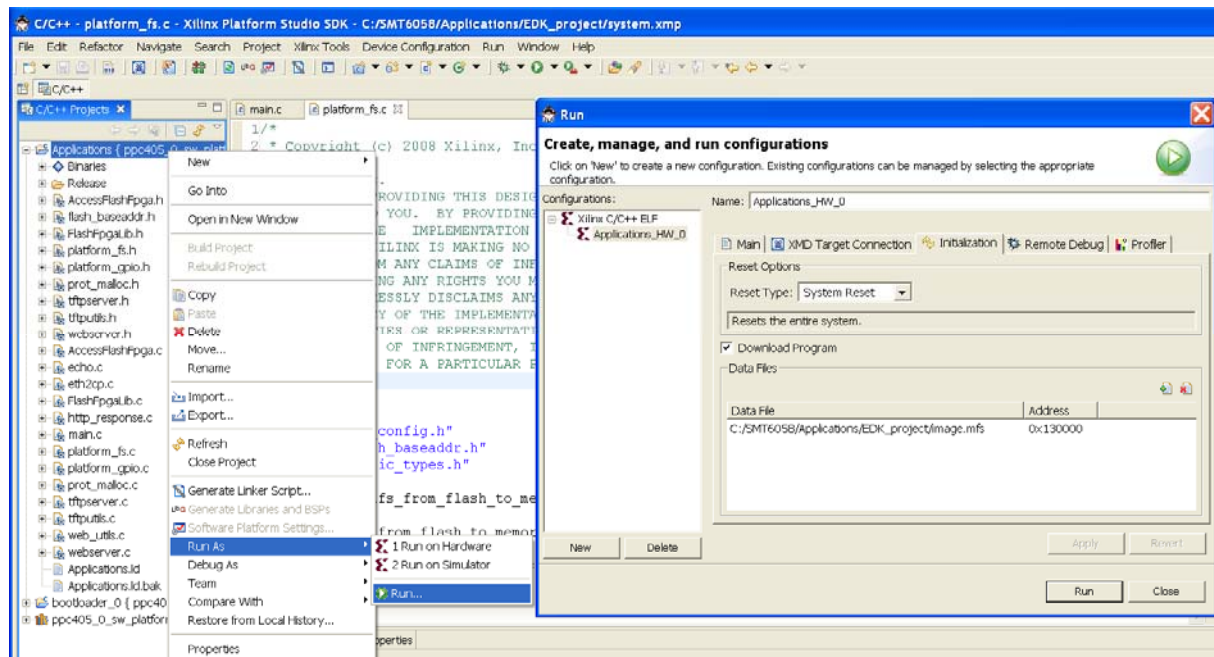 C/C++ - platform_fs.c - Xilinx Platform Studio SDK - C:/SMT6058/Applications/EDK_project/system.xmp
File Edit Refactor Navigate Search Project Xilinx Tools Device Configuration Run Window Help
C/C++
C/C++ Projects
Applications { ppc405_0_sw_platf
Binaries
Release
AccessFlashFpga.h
flash_baseaddr.h
FlashFpgaLib.h
platform_fs.h
platform_gpio.h
prot_malloc.h
tftpserver.h
tftputils.h
webserver.h
AccessFlashFpga.c
echo.c
eth2cp.c
FlashFpgaLib.c
http_response.c
main.c
platform_fs.c
platform_gpio.c
prot_malloc.c
tftpserver.c
tftputils.c
web_utils.c
webserver.c
Applications.ld
Applications.ld.bak
bootloader_0 { ppc40
ppc405_0_sw_platfor
New
Go Into
Open in New Window
Build Project
Rebuild Project
Copy
Paste
Delete
Move...
Rename
Import...
Export...
Refresh
Close Project
Generate Linker Script...
Generate Libraries and BSPs
Software Platform Settings...
Run As
Debug As
Team
Compare With
Restore from Local History...
Properties
1 Run on Hardware
2 Run on Simulator
Run...
main.c platform_fs.c
1/*
2 * Copyright (c) 2008 Xilinx, Inc
ROVIDING THIS DESIG
YOU. BY PROVIDING
E IMPLEMENTATION
ILINX IS MAKING NO
M ANY CLAIMS OF INF
NG ANY RIGHTS YOU M
ESSLY DISCLAIMS ANY
Y OF THE IMPLEMENTA
TIES OR REPRESENTATI
OF INFRINGEMENT, I
FOR A PARTICULAR P
config.h"
h_baseaddr.h"
ic_types.h"
fs_from_flash_to_me
from flash to memor
operties
Run
Create, manage, and run configurations
Click on 'New' to create a new configuration. Existing configurations can be managed by selecting the appropriate
configuration.
Configurations:
Xilinx C/C++ ELF
Applications_HW_0
New Delete
Name: Applications_HW_0
Main XMD Target Connection Initialization Remote Debug Profiler
Reset Options
Reset Type: System Reset
Resets the entire system.
Download Program
Data Files
Data File Address
C:/SMT6058/Applications/EDK_project/image.mfs 0x130000
Apply Revert
Run Close